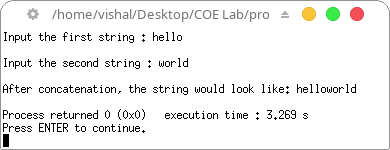 /home/vishal/Desktop/COE Lab/pro
Input the first string : hello
Input the second string : world
After concatenation, the string would look like: helloworld
Process returned 0 (0x0)   execution time : 3.269 s
Press ENTER to continue.